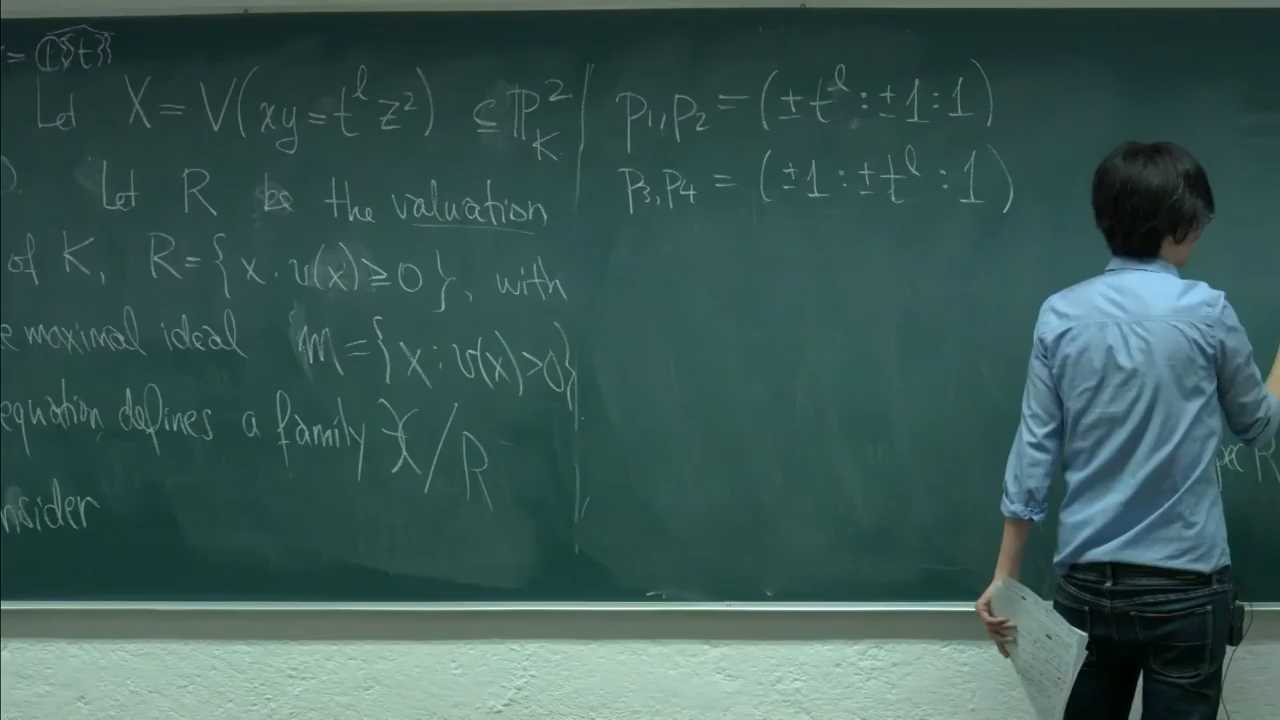 := ℂ{{t}}
Let X = V(xy = t^l z²) ⊆ ℙ²_K
). Let R be the valuation
of K, R = {x : v(x) ≥ 0}, with
e maximal ideal m = {x : v(x) > 0}
equation defines a family 𝔛/R
nsider
p₁, p₂ = (± t^l : ± 1 : 1)
p₃, p₄ = (± 1 : ± t^l : 1)